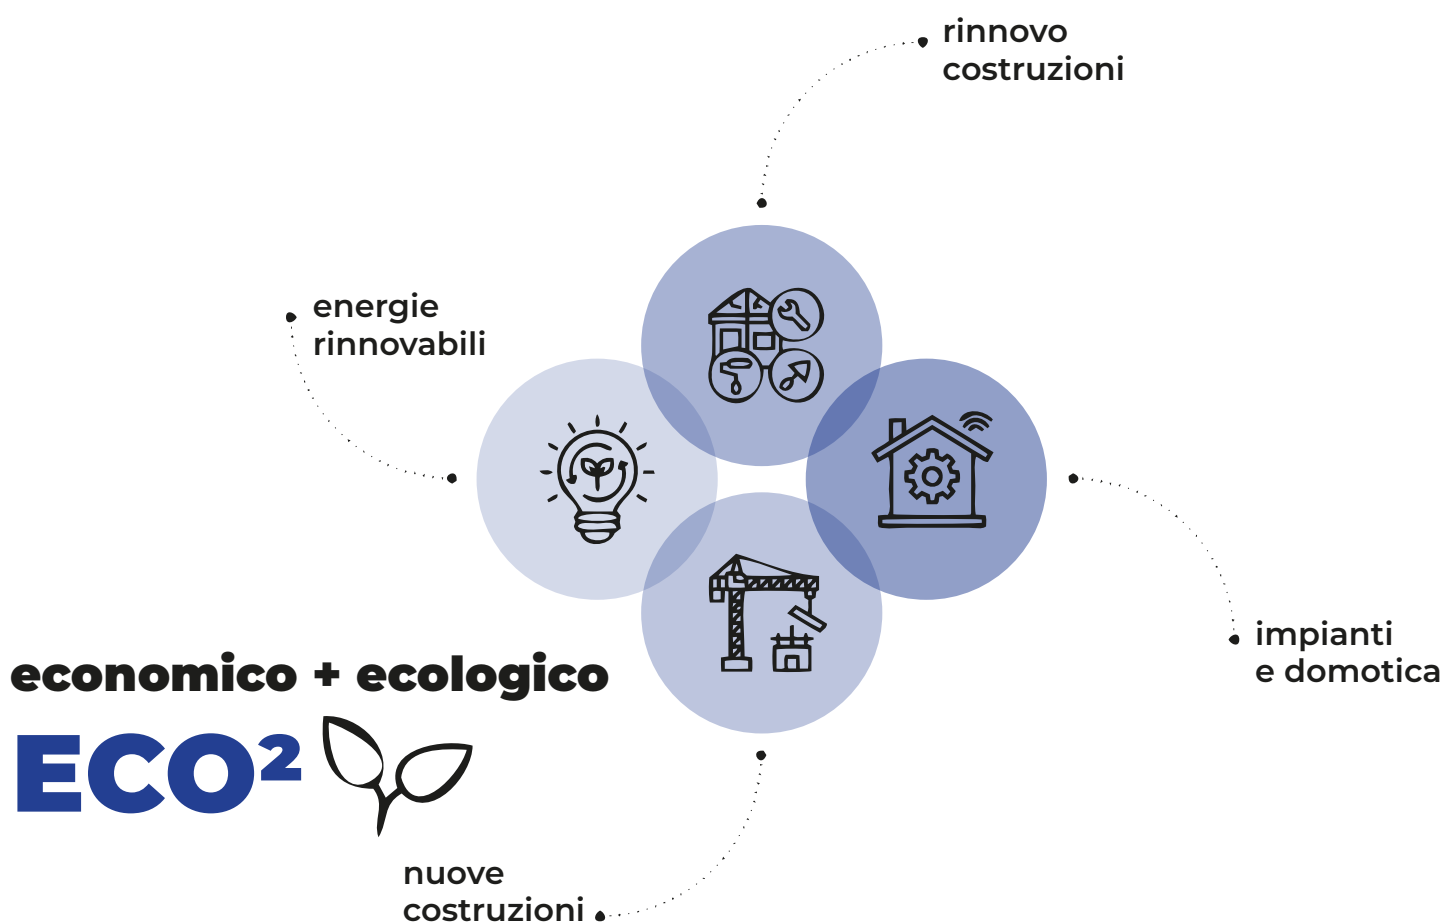 rinnovo
costruzioni
energie
rinnovabili
impianti
e domotica
economico + ecologico
ECO²
nuove
costruzioni